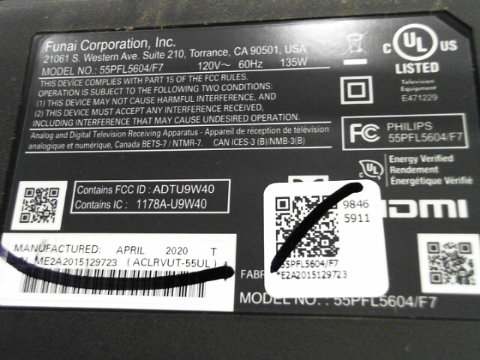 Funai Corporation, Inc.
21061 S. Western Ave. Suite 210, Torrance, CA 90501, USA
MODEL NO.: 55PFL5604/F7 120V~ 60Hz 135W
THIS DEVICE COMPLIES WITH PART 15 OF THE FCC RULES.
OPERATION IS SUBJECT TO THE FOLLOWING TWO CONDITIONS:
(1) THIS DEVICE MAY NOT CAUSE HARMFUL INTERFERENCE, AND
(2) THIS DEVICE MUST ACCEPT ANY INTERFERENCE RECEIVED, INCLUDING
INTERFERENCE THAT MAY CAUSE UNDESIRED OPERATION.
Analog and Digital Television Receiving Apparatus - Appareil de réception de télévision
analogique et numérique, Canada BETS-7 / NTMR-7. CAN ICES-3 (B) /NMB-3(B)
C UL US
LISTED
Television
Téléviseur
E471229
FC PHILIPS
55PFL5604/F7
UL Energy Verified
Rendement
Énergétique Vérifié
HDMI
Contains FCC ID : ADTU9W40
Contains IC : 1178A-U9W40
9846
5911
55PFL5604/F7
*E2A2015129723
MANUFACTURED: APRIL 2020 T
ME2A2015129723 (ACLRVUT-55UL)
FABR
MODEL NO.: 55PFL5604/F7